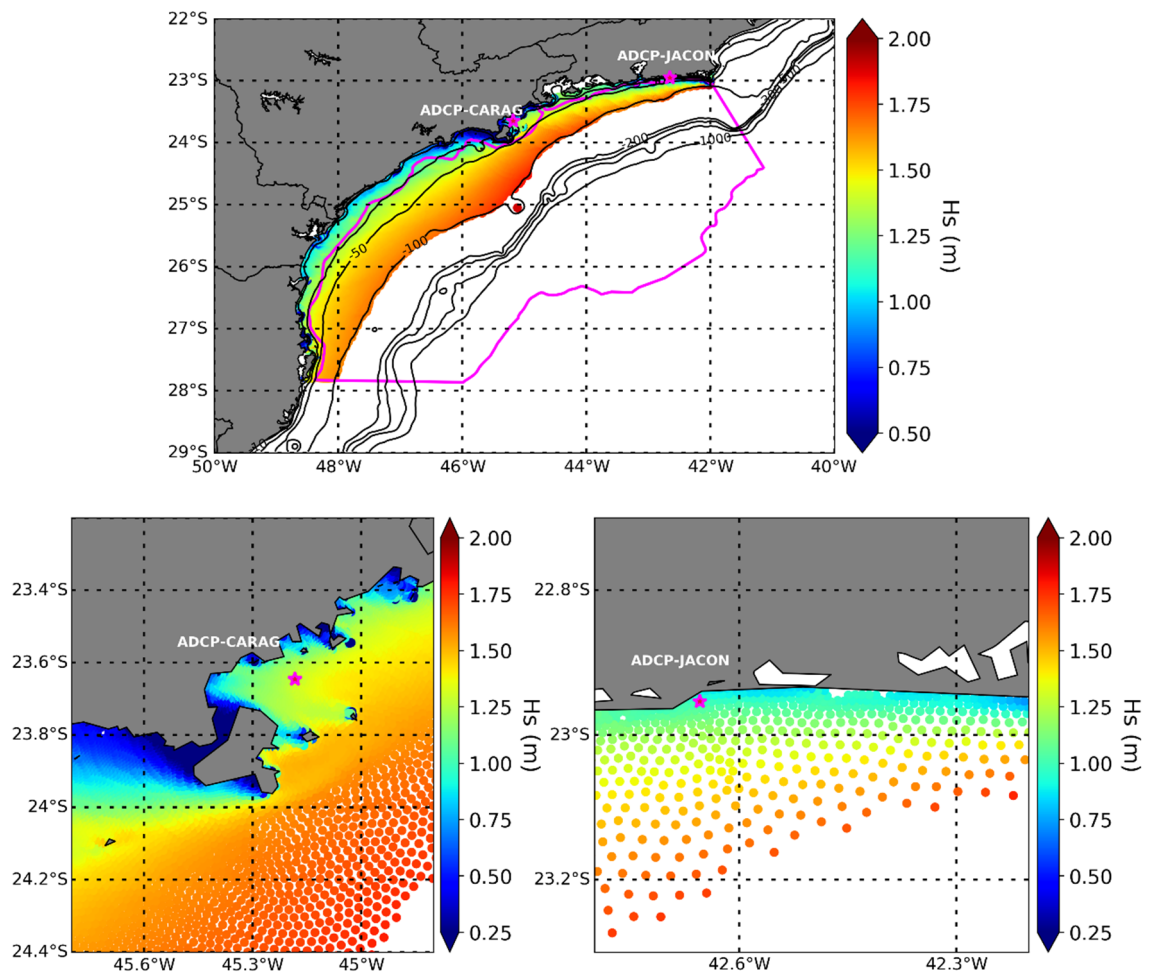 22°S
23°S
24°S
25°S
26°S
27°S
28°S
29°S
50°W 48°W 46°W 44°W 42°W 40°W
ADCP-JACON
ADCP-CARAG
-200
-1000
-50
-100
2.00
1.75
1.50
1.25
1.00
0.75
0.50
Hs (m)
23.4°S
23.6°S
23.8°S
24°S
24.2°S
24.4°S
45.6°W 45.3°W 45°W
ADCP-CARAG
2.00
1.75
1.50
1.25
1.00
0.75
0.50
0.25
Hs (m)
22.8°S
23°S
23.2°S
42.6°W 42.3°W
ADCP-JACON
2.00
1.75
1.50
1.25
1.00
0.75
0.50
0.25
Hs (m)